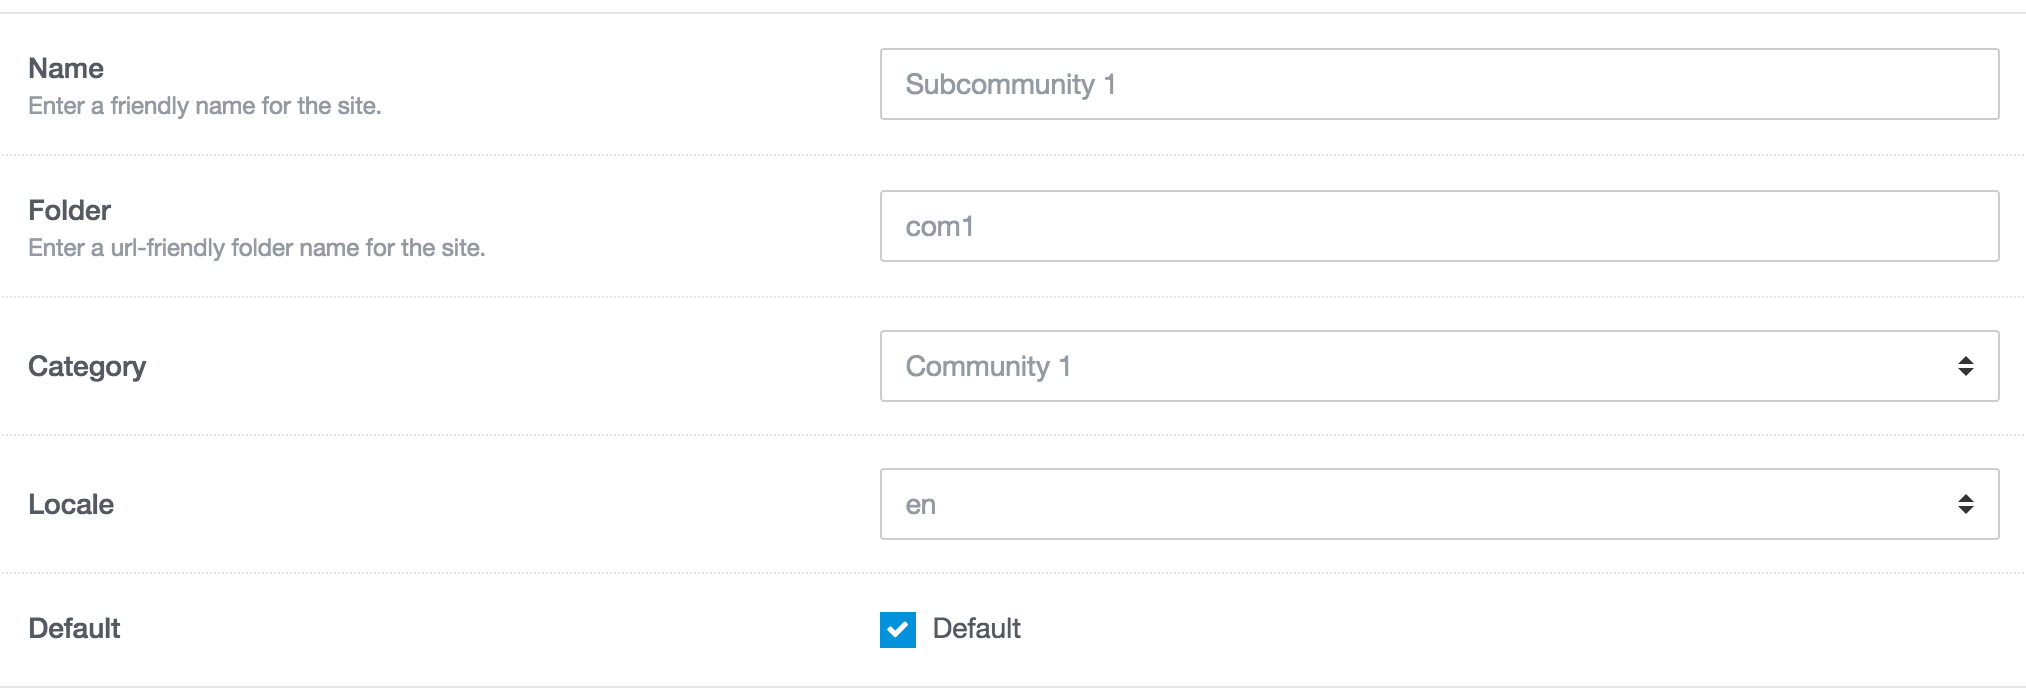 Name
Enter a friendly name for the site.
Subcommunity 1
Folder
Enter a url-friendly folder name for the site.
com1
Category
Community 1
Locale
en
Default
Default